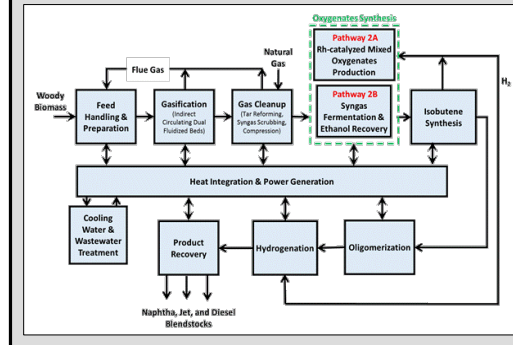 Oxygenates Synthesis
Pathway 2A
Rh-catalyzed Mixed
Oxygenates
Production
Natural
Gas
Flue Gas
H2
Woody
Biomass
Feed
Handling &
Preparation
Gasification
(Indirect
Circulating Dual
Fluidized Beds)
Gas Cleanup
(Tar Reforming,
Syngas Scrubbing,
Compression)
Pathway 2B
Syngas
Fermentation &
Ethanol Recovery
Isobutene
Synthesis
Heat Integration & Power Generation
Cooling
Water &
Wastewater
Treatment
Product
Recovery
Hydrogenation
Oligomerization
Naphtha, Jet, and Diesel
Blendstocks